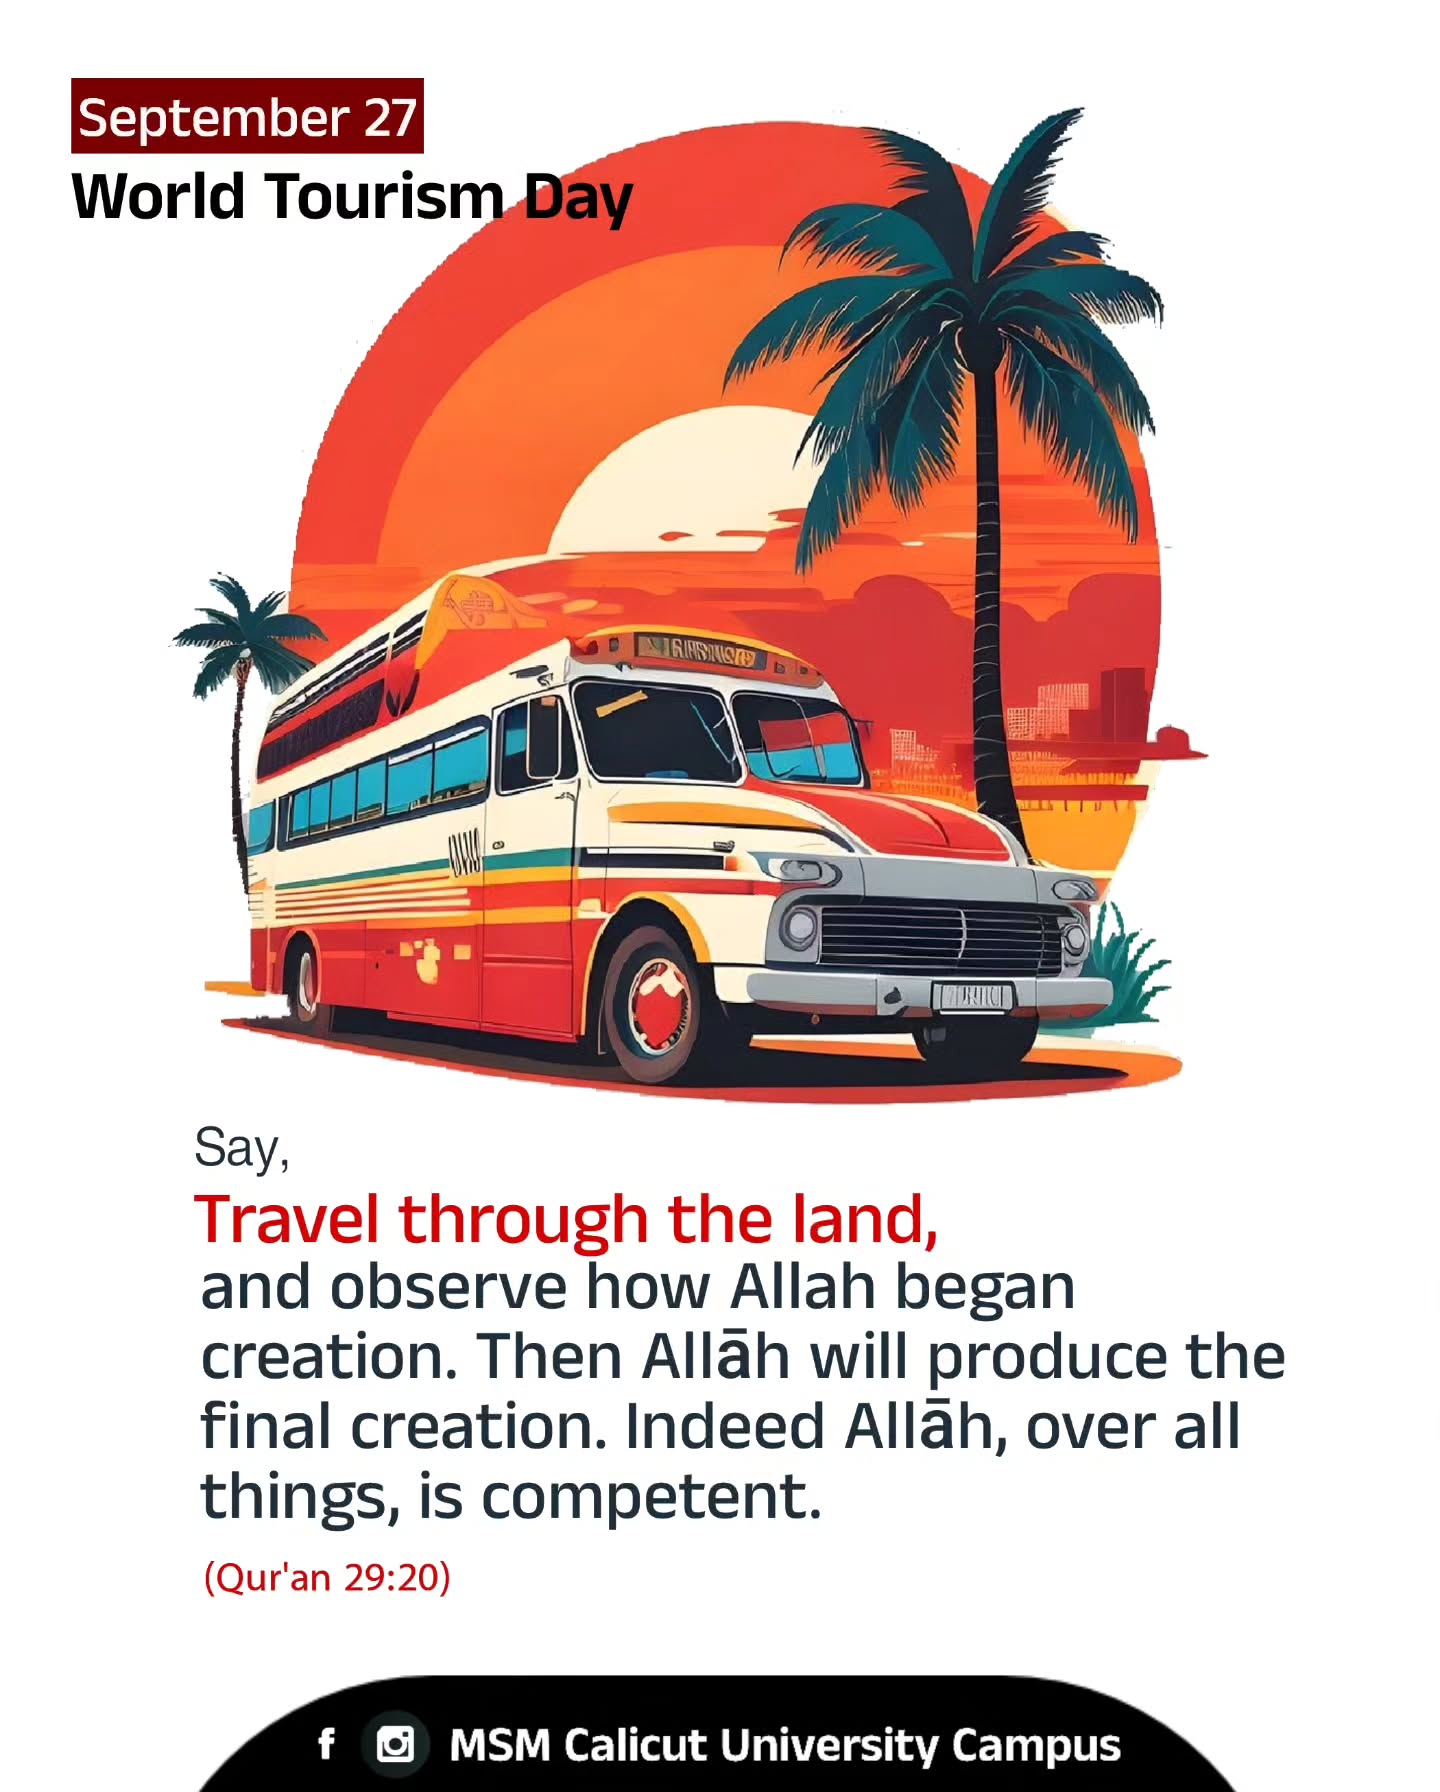 September 27
World Tourism Day
Say,
Travel through the land,
and observe how Allah began
creation. Then Allāh will produce the
final creation. Indeed Allāh, over all
things, is competent.
(Qur'an 29:20)
f MSM Calicut University Campus